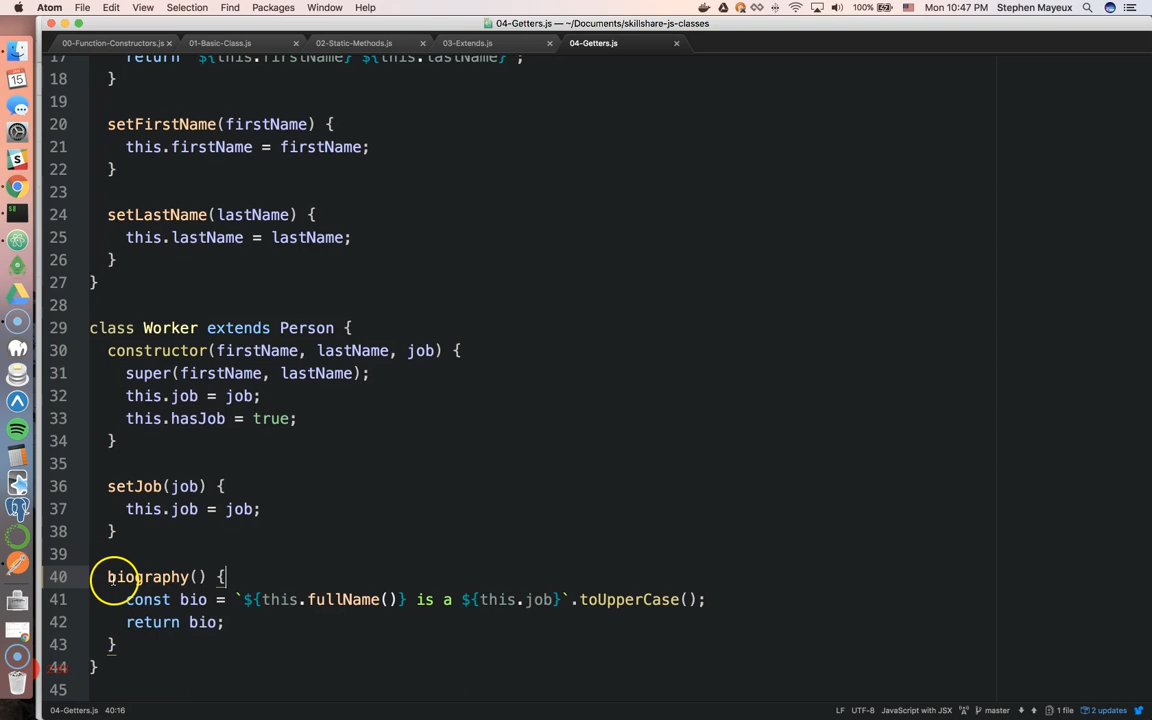 Atom File Edit View Selection Find Packages Window Help 100% Mon 10:47 PM Stephen Mayeux
04-Getters.js — ~/Documents/skillshare-js-classes
00-Function-Constructors.js 01-Basic-Class.js 02-Static-Methods.js 03-Extends.js 04-Getters.js
17 return `${this.firstName} ${this.lastName}`;
18 }
19
20 setFirstName(firstName) {
21 this.firstName = firstName;
22 }
23
24 setLastName(lastName) {
25 this.lastName = lastName;
26 }
27 }
28
29 class Worker extends Person {
30 constructor(firstName, lastName, job) {
31 super(firstName, lastName);
32 this.job = job;
33 this.hasJob = true;
34 }
35
36 setJob(job) {
37 this.job = job;
38 }
39
40 biography() {
41 const bio = `${this.fullName()} is a ${this.job}`.toUpperCase();
42 return bio;
43 }
44 }
45
04-Getters.js 40:16 LF UTF-8 JavaScript with JSX master 1 file 2 updates